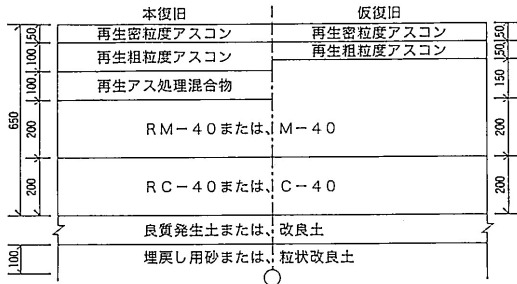 本復旧 仮復旧
再生密粒度アスコン 再生密粒度アスコン
再生粗粒度アスコン 再生粗粒度アスコン
再生アス処理混合物
RM－40または、M－40
RC－40または、C－40
良質発生土または、改良土
埋戻し用砂または、粒状改良土
650
50
100
100
200
200
100
50
50
150
200
200